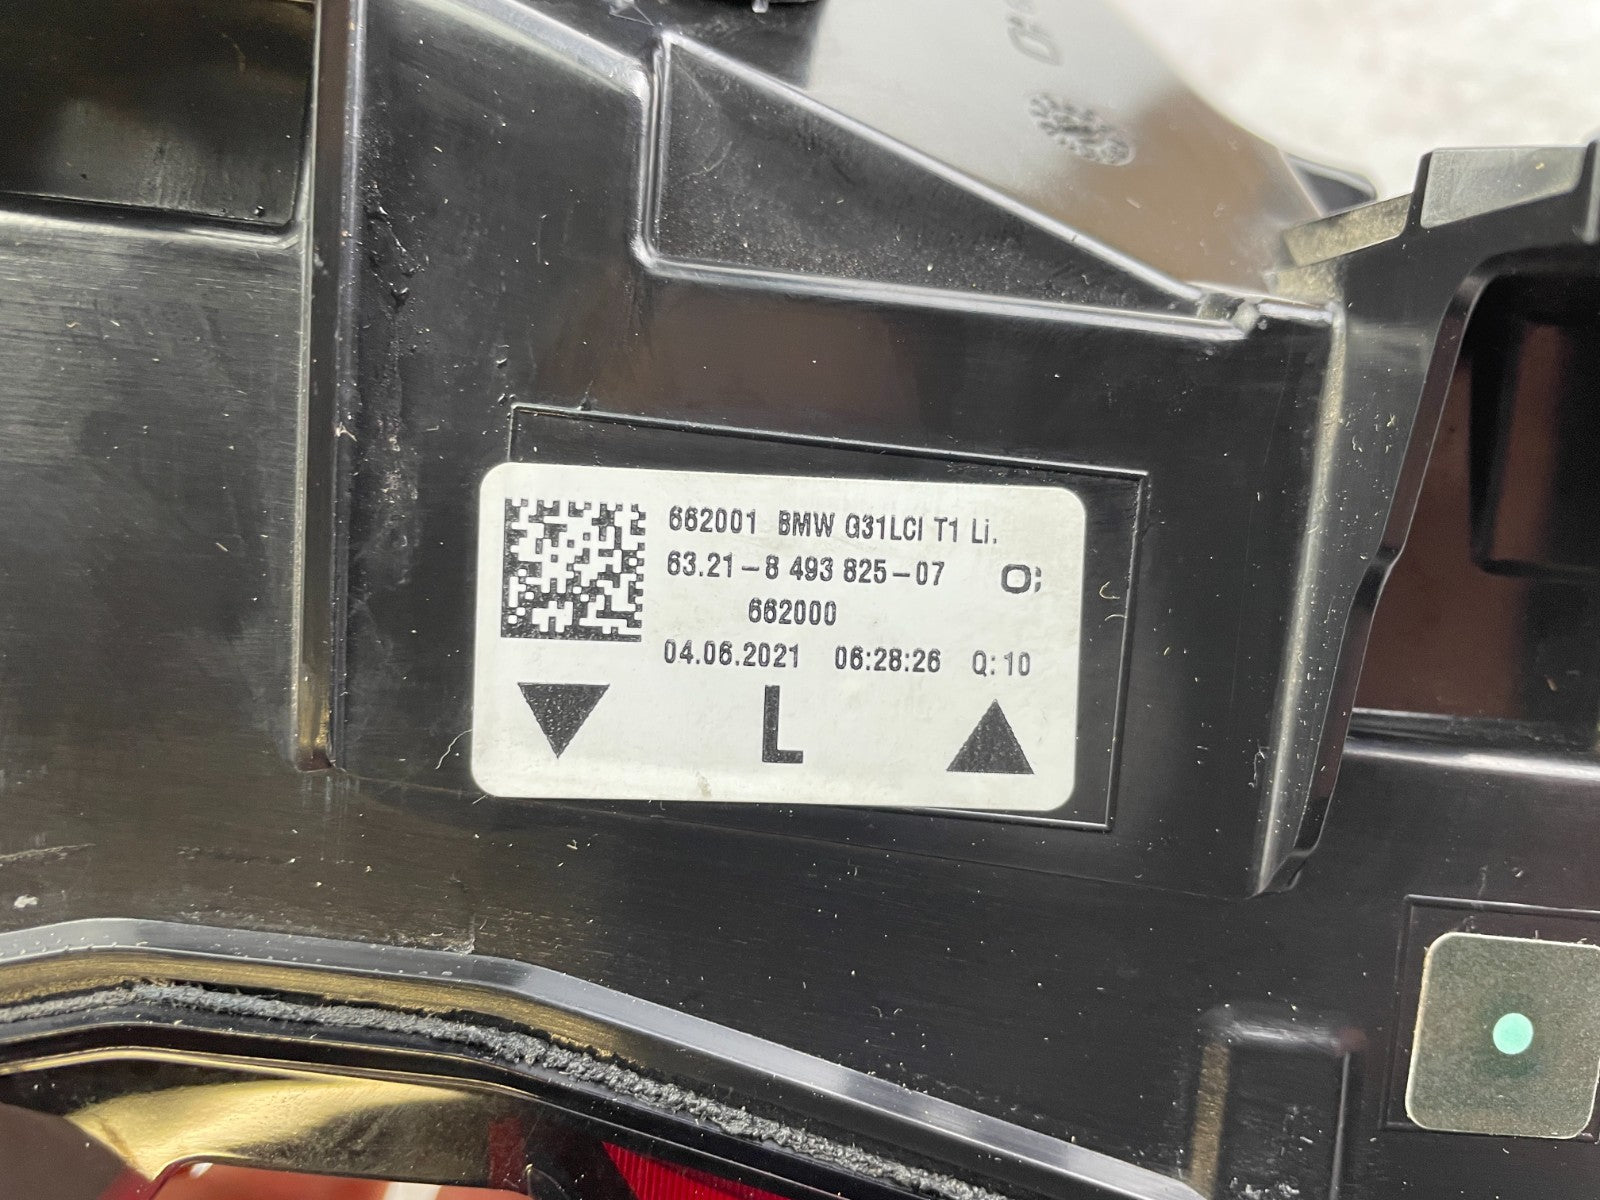 662001 BMW G31LCI T1 Li.
63.21-8 493 825-07 O:
662000
04.06.2021 06:28:26 Q:10
L